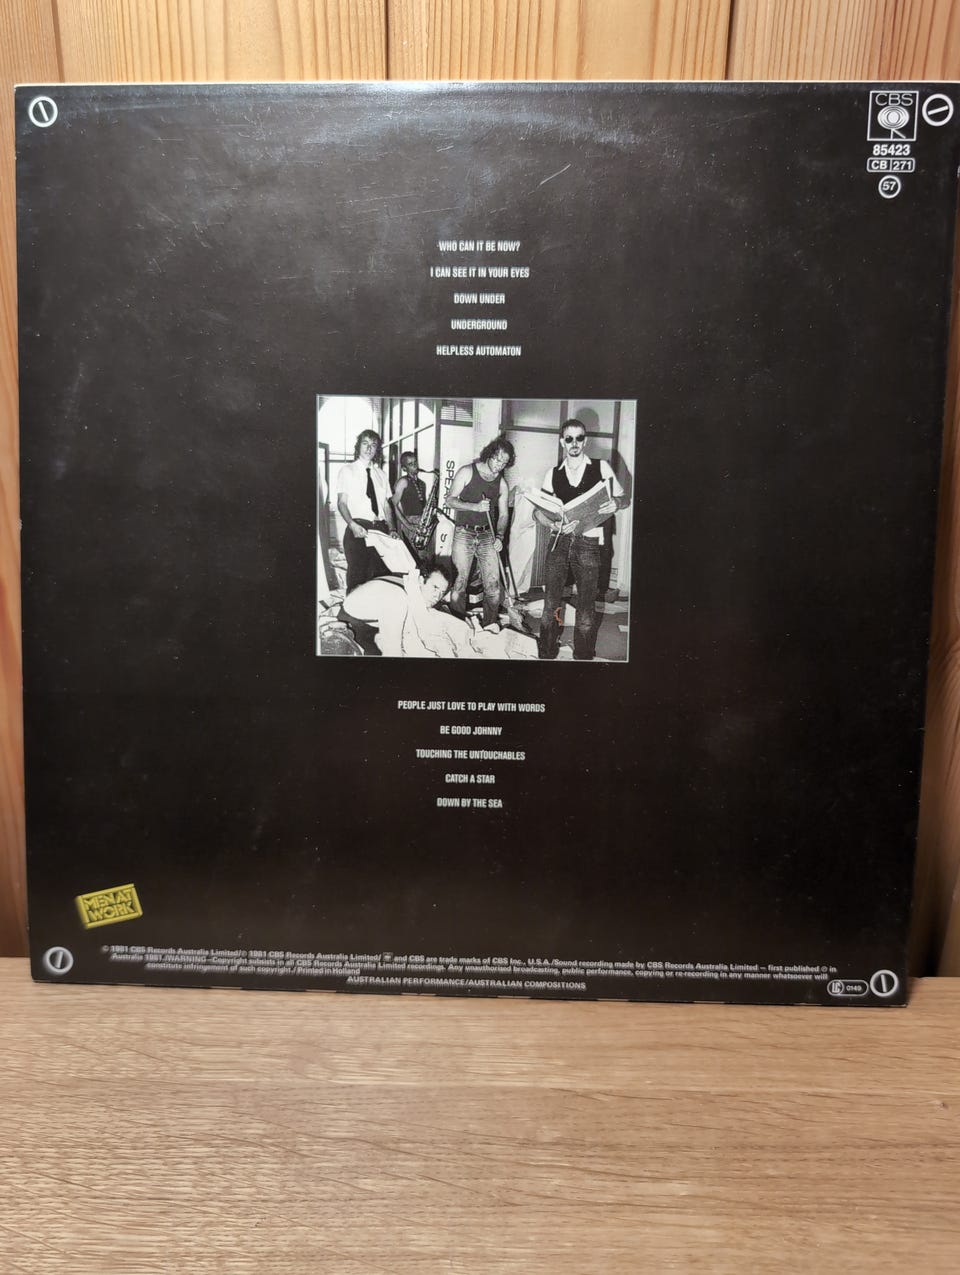 CBS
85423
CB 271
57
WHO CAN IT BE NOW?
I CAN SEE IT IN YOUR EYES
DOWN UNDER
UNDERGROUND
HELPLESS AUTOMATON
PEOPLE JUST LOVE TO PLAY WITH WORDS
BE GOOD JOHNNY
TOUCHING THE UNTOUCHABLES
CATCH A STAR
DOWN BY THE SEA
MEN AT
WORK
© 1981 CBS Records Australia Limited/℗ 1981 CBS Records Australia Limited/ and CBS are trade marks of CBS Inc., U.S.A./Sound recording made by CBS Records Australia Limited – first published ℗ in
Australia 1981./WARNING–Copyright subsists in all CBS Records Australia Limited recordings. Any unauthorised broadcasting, public performance, copying or re-recording in any manner whatsoever will
constitute infringement of such copyright./Printed in Holland
AUSTRALIAN PERFORMANCE/AUSTRALIAN COMPOSITIONS
LC 0149